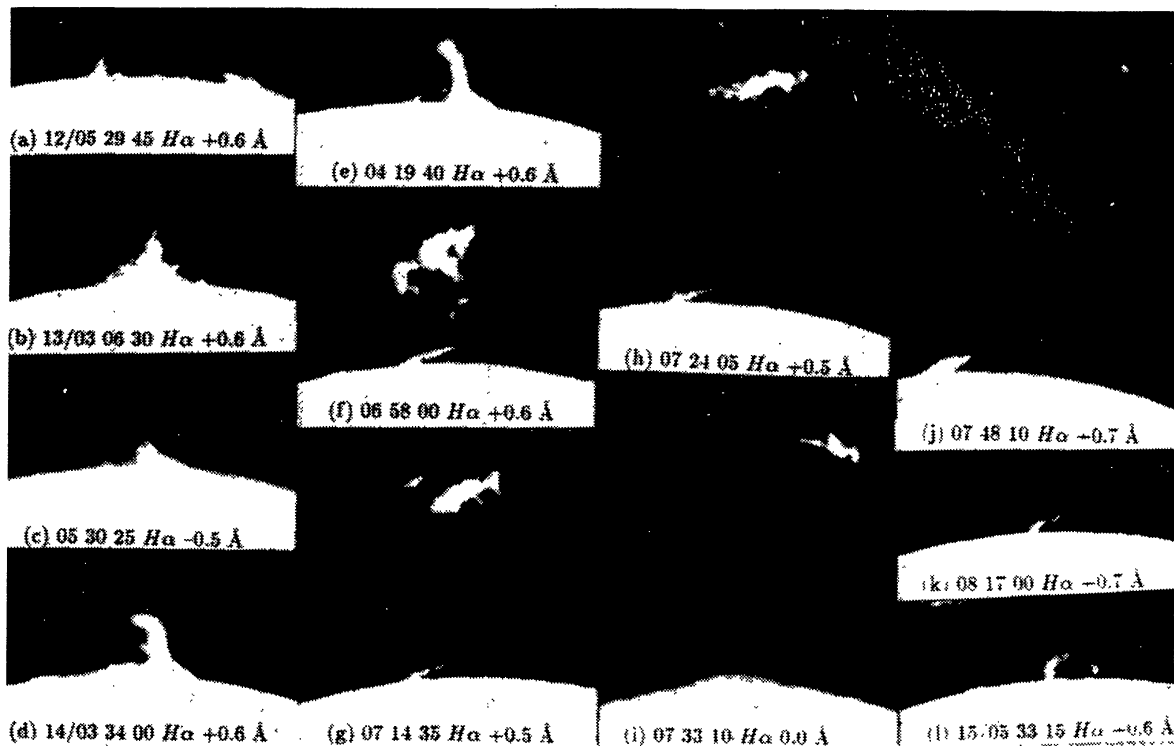 (a) 12/05 29 45 Hα +0.6 Å
(b) 13/03 06 30 Hα +0.6 Å
(c) 05 30 25 Hα -0.5 Å
(d) 14/03 34 00 Hα +0.6 Å
(e) 04 19 40 Hα +0.6 Å
(f) 06 58 00 Hα +0.6 Å
(g) 07 14 35 Hα +0.5 Å
(h) 07 24 05 Hα +0.5 Å
(i) 07 33 10 Hα 0.0 Å
(j) 07 48 10 Hα -0.7 Å
(k) 08 17 00 Hα -0.7 Å
(l) 15/05 33 15 Hα -0.6 Å